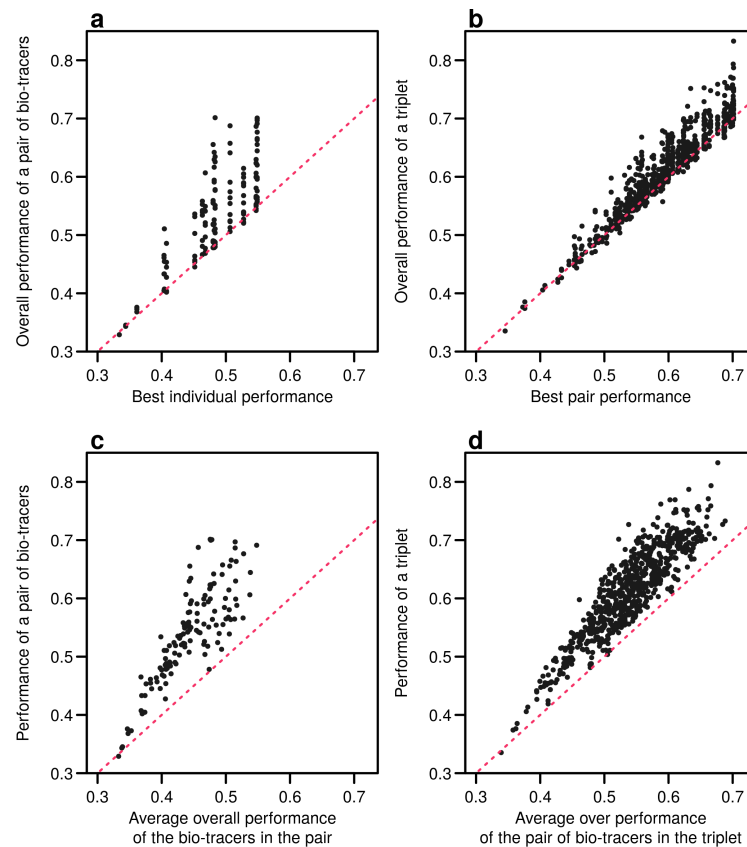 a
Overall performance of a pair of bio-tracers
0.8
0.7
0.6
0.5
0.4
0.3
0.3 0.4 0.5 0.6 0.7
Best individual performance
b
Overall performance of a triplet
0.8
0.7
0.6
0.5
0.4
0.3
0.3 0.4 0.5 0.6 0.7
Best pair performance
c
Performance of a pair of bio-tracers
0.8
0.7
0.6
0.5
0.4
0.3
0.3 0.4 0.5 0.6 0.7
Average overall performance
of the bio-tracers in the pair
d
Performance of a triplet
0.8
0.7
0.6
0.5
0.4
0.3
0.3 0.4 0.5 0.6 0.7
Average over performance
of the pair of bio-tracers in the triplet